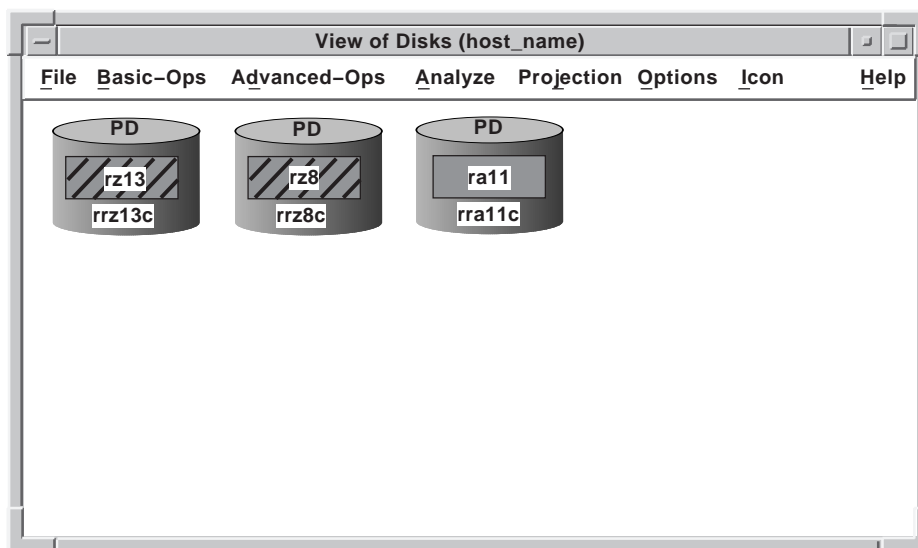 View of Disks (host_name)
File Basic–Ops Advanced–Ops Analyze Projection Options Icon Help
PD PD PD
rz13 rz8 ra11
rrz13c rrz8c rra11c